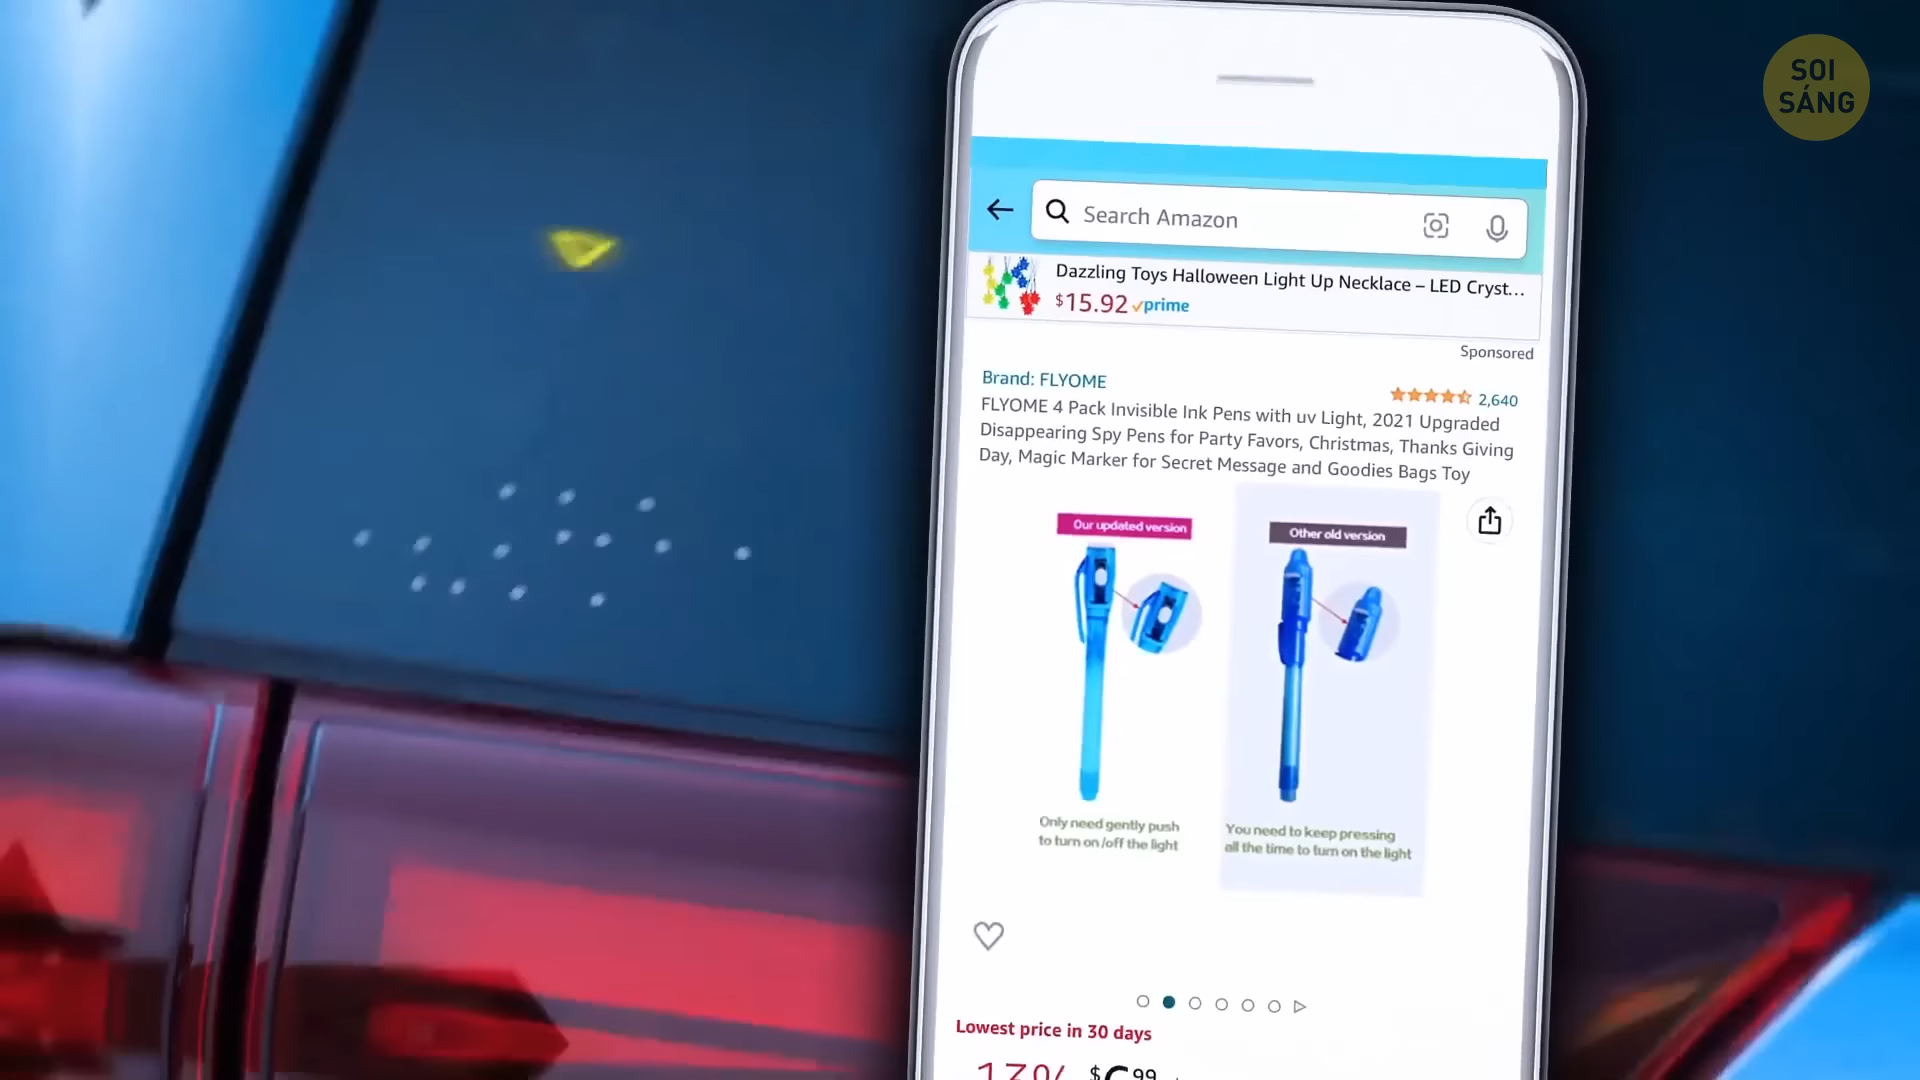 SOI
SÁNG
Search Amazon
Dazzling Toys Halloween Light Up Necklace – LED Cryst...
$15.92 prime
Sponsored
Brand: FLYOME
2,640
FLYOME 4 Pack Invisible Ink Pens with uv Light, 2021 Upgraded
Disappearing Spy Pens for Party Favors, Christmas, Thanks Giving
Day, Magic Marker for Secret Message and Goodies Bags Toy
Our updated version
Other old version
Only need gently push
to turn on/off the light
You need to keep pressing
all the time to turn on the light
Lowest price in 30 days